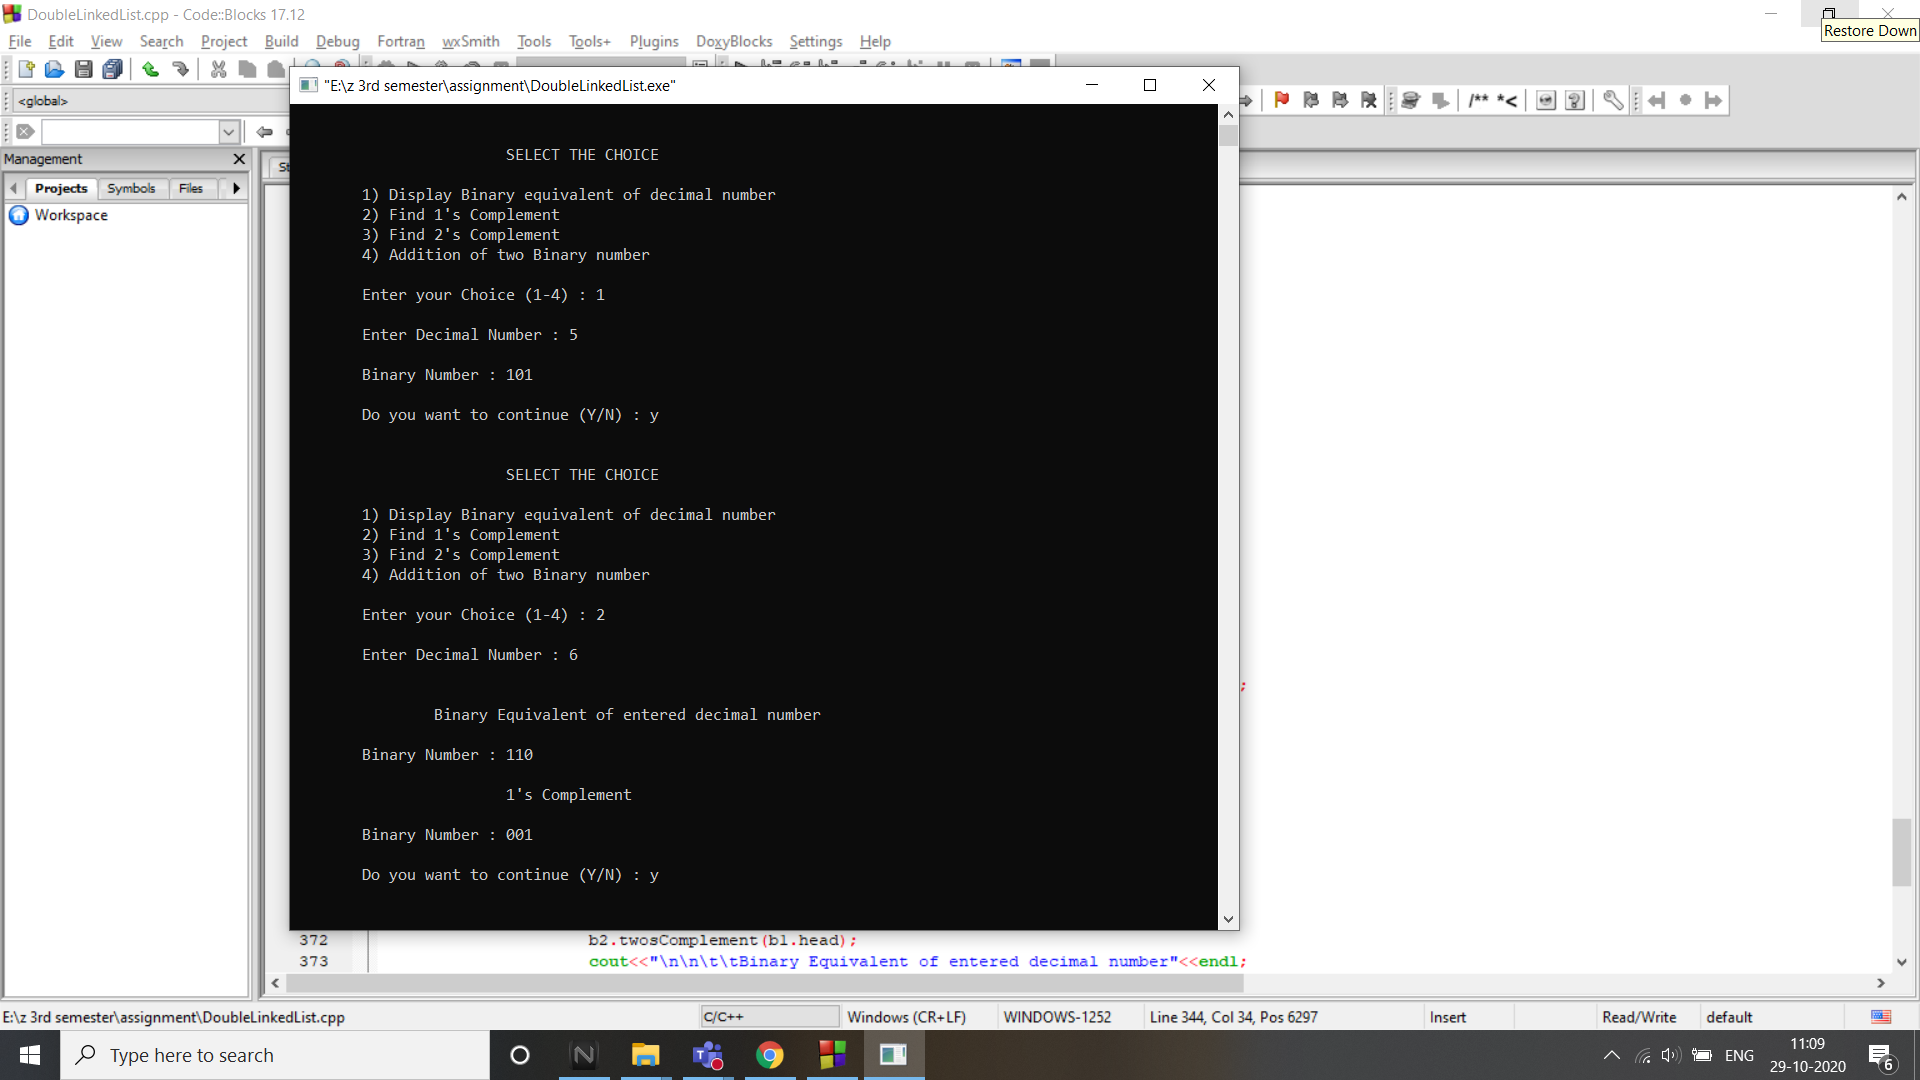 DoubleLinkedList.cpp - Code::Blocks 17.12
Restore Down
File Edit View Search Project Build Debug Fortran wxSmith Tools Tools+ Plugins DoxyBlocks Settings Help
"E:\z 3rd semester\assignment\DoubleLinkedList.exe"
<global>
/** *<
Management
Projects Symbols Files
Workspace
St
SELECT THE CHOICE
1) Display Binary equivalent of decimal number
2) Find 1's Complement
3) Find 2's Complement
4) Addition of two Binary number
Enter your Choice (1-4) : 1
Enter Decimal Number : 5
Binary Number : 101
Do you want to continue (Y/N) : y
SELECT THE CHOICE
1) Display Binary equivalent of decimal number
2) Find 1's Complement
3) Find 2's Complement
4) Addition of two Binary number
Enter your Choice (1-4) : 2
Enter Decimal Number : 6
;
Binary Equivalent of entered decimal number
Binary Number : 110
1's Complement
Binary Number : 001
Do you want to continue (Y/N) : y
372 b2.twosComplement(b1.head);
373 cout<<"\n\n\t\tBinary Equivalent of entered decimal number"<<endl;
E:\z 3rd semester\assignment\DoubleLinkedList.cpp C/C++ Windows (CR+LF) WINDOWS-1252 Line 344, Col 34, Pos 6297 Insert Read/Write default
Type here to search
ENG
11:09
29-10-2020
6